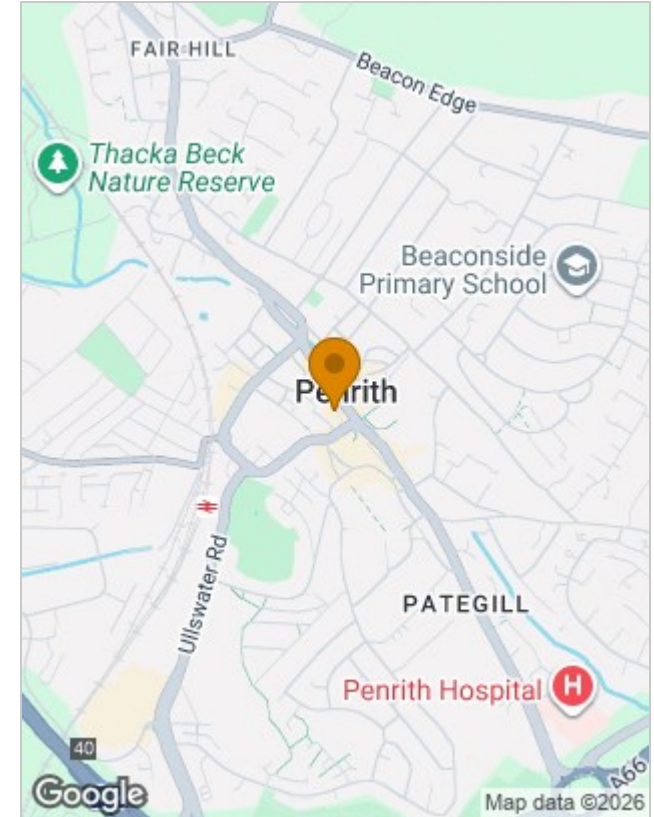 FAIR HILL
Beacon Edge
Thacka Beck
Nature Reserve
Beaconside
Primary School
Penrith
Ullswater Rd
PATEGILL
Penrith Hospital
H
40
A66
Google
Map data ©2026